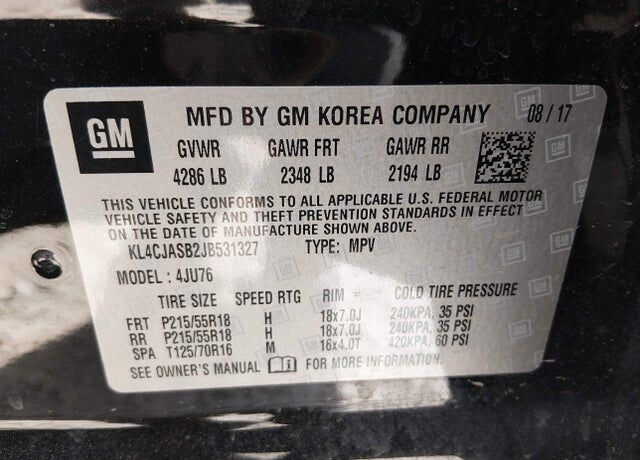 GM
MFD BY GM KOREA COMPANY 08 / 17
GVWR GAWR FRT GAWR RR
4286 LB 2348 LB 2194 LB
THIS VEHICLE CONFORMS TO ALL APPLICABLE U.S. FEDERAL MOTOR
VEHICLE SAFETY AND THEFT PREVENTION STANDARDS IN EFFECT
ON THE DATE OF MANUFACTURE SHOWN ABOVE.
KL4CJASB2JB531327 TYPE: MPV
MODEL : 4JU76
TIRE SIZE SPEED RTG RIM COLD TIRE PRESSURE
FRT P215/55R18 H 18x7.0J 240KPA, 35 PSI
RR P215/55R18 H 18x7.0J 240KPA, 35 PSI
SPA T125/70R16 M 16x4.0T 420KPA, 60 PSI
SEE OWNER'S MANUAL FOR MORE INFORMATION.